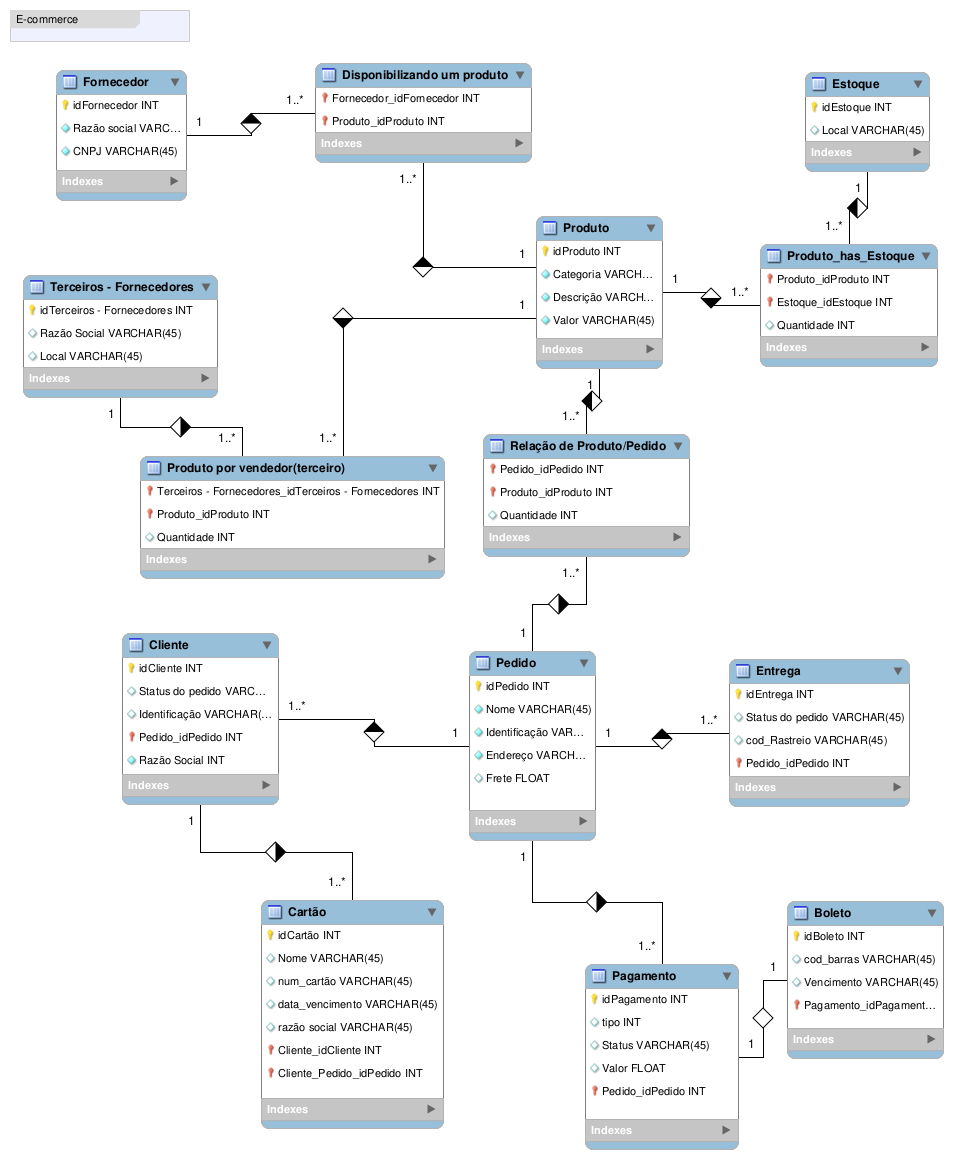 E-commerce
Fornecedor
idFornecedor INT
Razão social VARC...
CNPJ VARCHAR(45)
Indexes
1
1..*
Disponibilizando um produto
Fornecedor_idFornecedor INT
Produto_idProduto INT
Indexes
1..*
1
Estoque
idEstoque INT
Local VARCHAR(45)
Indexes
1
1..*
Produto
idProduto INT
Categoria VARCH...
Descrição VARCH...
Valor VARCHAR(45)
Indexes
1
1..*
Produto_has_Estoque
Produto_idProduto INT
Estoque_idEstoque INT
Quantidade INT
Indexes
Terceiros - Fornecedores
idTerceiros - Fornecedores INT
Razão Social VARCHAR(45)
Local VARCHAR(45)
Indexes
1
1..*
1
1..*
Produto por vendedor(terceiro)
Terceiros - Fornecedores_idTerceiros - Fornecedores INT
Produto_idProduto INT
Quantidade INT
Indexes
1
1..*
Relação de Produto/Pedido
Pedido_idPedido INT
Produto_idProduto INT
Quantidade INT
Indexes
1..*
1
Cliente
idCliente INT
Status do pedido VARC...
Identificação VARCHAR(...
Pedido_idPedido INT
Razão Social INT
Indexes
1..*
1
Pedido
idPedido INT
Nome VARCHAR(45)
Identificação VAR...
Endereço VARCH...
Frete FLOAT
Indexes
1
1..*
Entrega
idEntrega INT
Status do pedido VARCHAR(45)
cod_Rastreio VARCHAR(45)
Pedido_idPedido INT
Indexes
1
1..*
Cartão
idCartão INT
Nome VARCHAR(45)
num_cartão VARCHAR(45)
data_vencimento VARCHAR(45)
razão social VARCHAR(45)
Cliente_idCliente INT
Cliente_Pedido_idPedido INT
Indexes
1
1..*
Pagamento
idPagamento INT
tipo INT
Status VARCHAR(45)
Valor FLOAT
Pedido_idPedido INT
Indexes
1
1
Boleto
idBoleto INT
cod_barras VARCHAR(45)
Vencimento VARCHAR(45)
Pagamento_idPagament...
Indexes